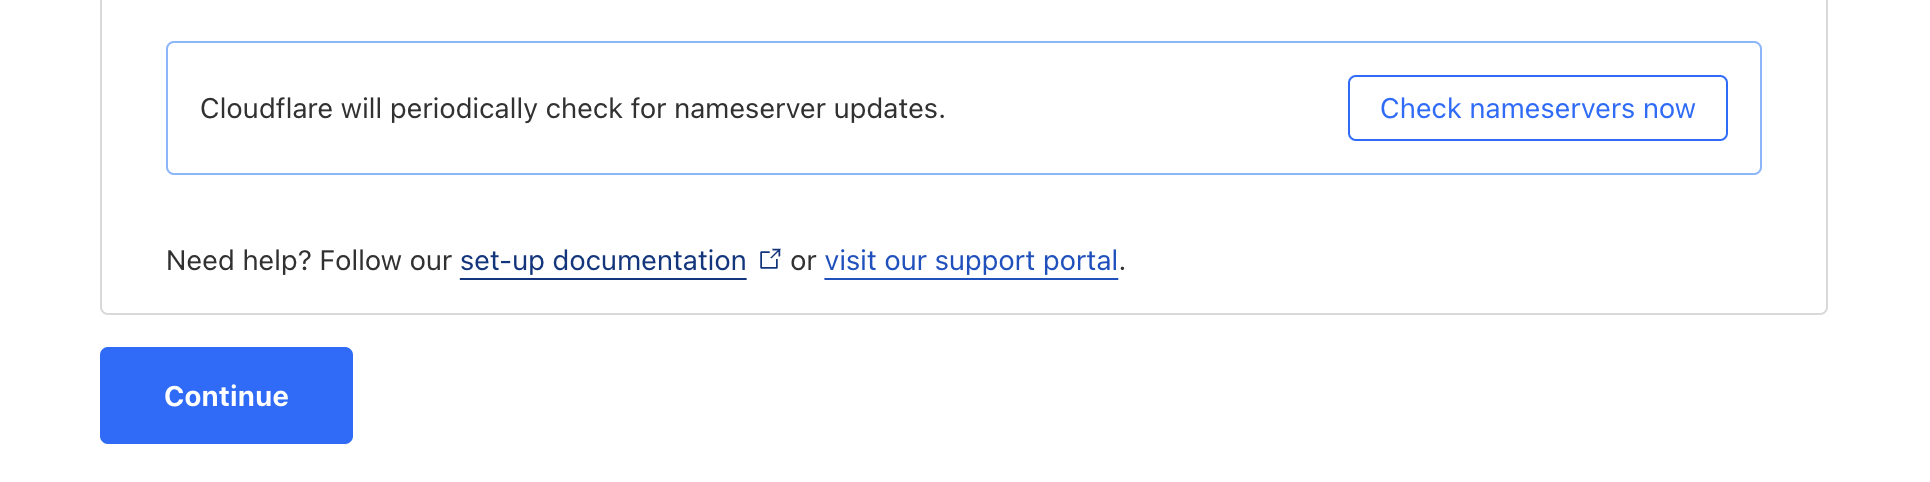 Cloudflare will periodically check for nameserver updates.
Check nameservers now
Need help? Follow our set-up documentation or visit our support portal.
Continue